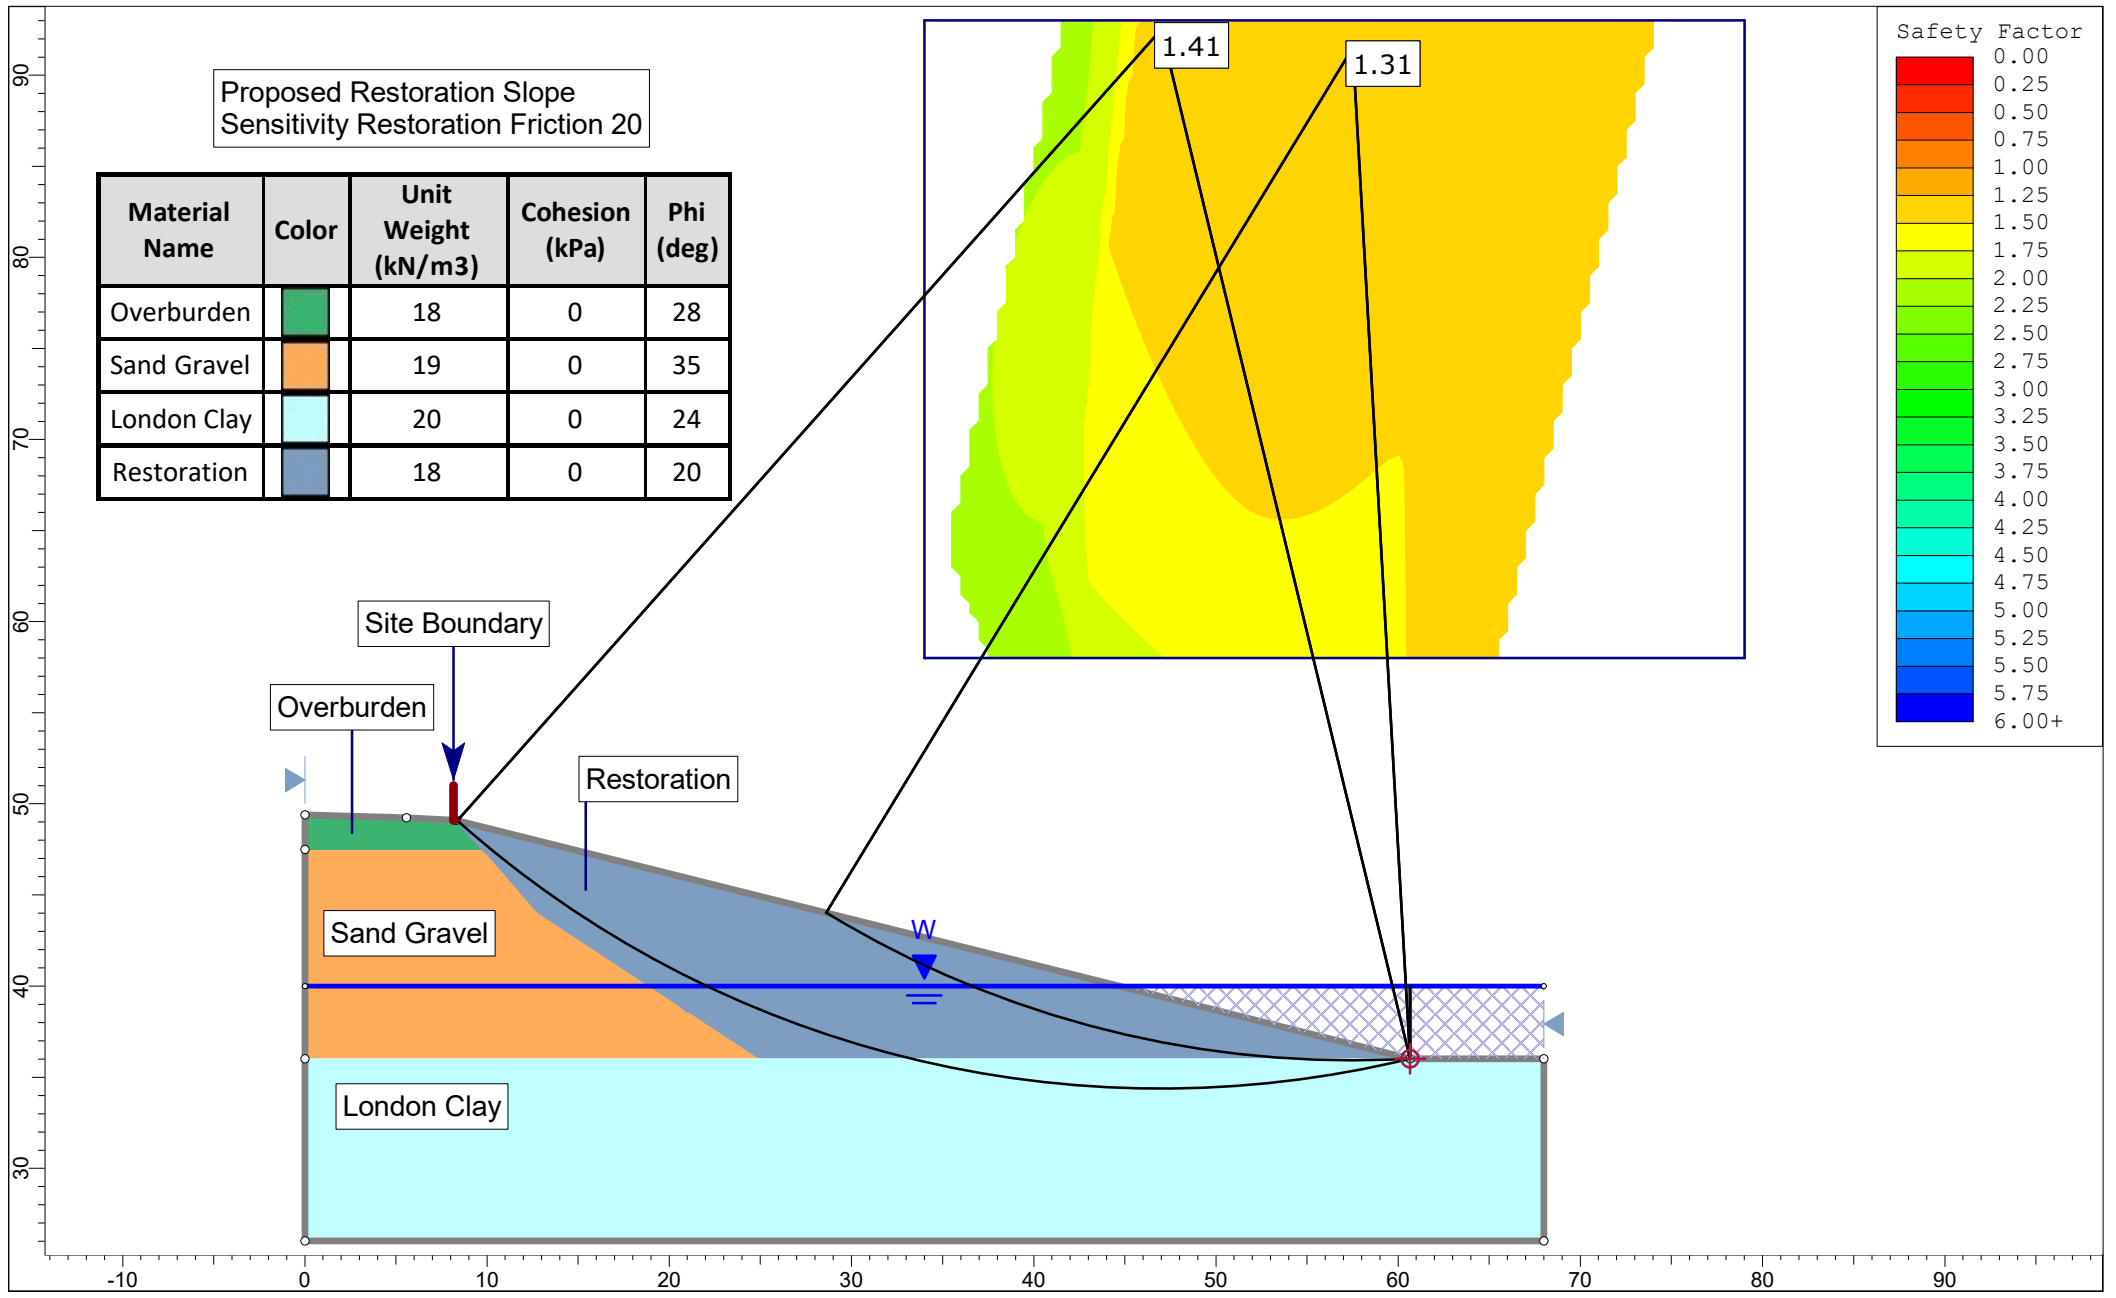 Proposed Restoration Slope
Sensitivity Restoration Friction 20
Material Name Color Unit Weight (kN/m3) Cohesion (kPa) Phi (deg)
Overburden 18 0 28
Sand Gravel 19 0 35
London Clay 20 0 24
Restoration 18 0 20
1.41
1.31
Safety Factor
0.00
0.25
0.50
0.75
1.00
1.25
1.50
1.75
2.00
2.25
2.50
2.75
3.00
3.25
3.50
3.75
4.00
4.25
4.50
4.75
5.00
5.25
5.50
5.75
6.00+
Site Boundary
Overburden
Restoration
W
Sand Gravel
London Clay
90
80
70
60
50
40
30
-10 0 10 20 30 40 50 60 70 80 90